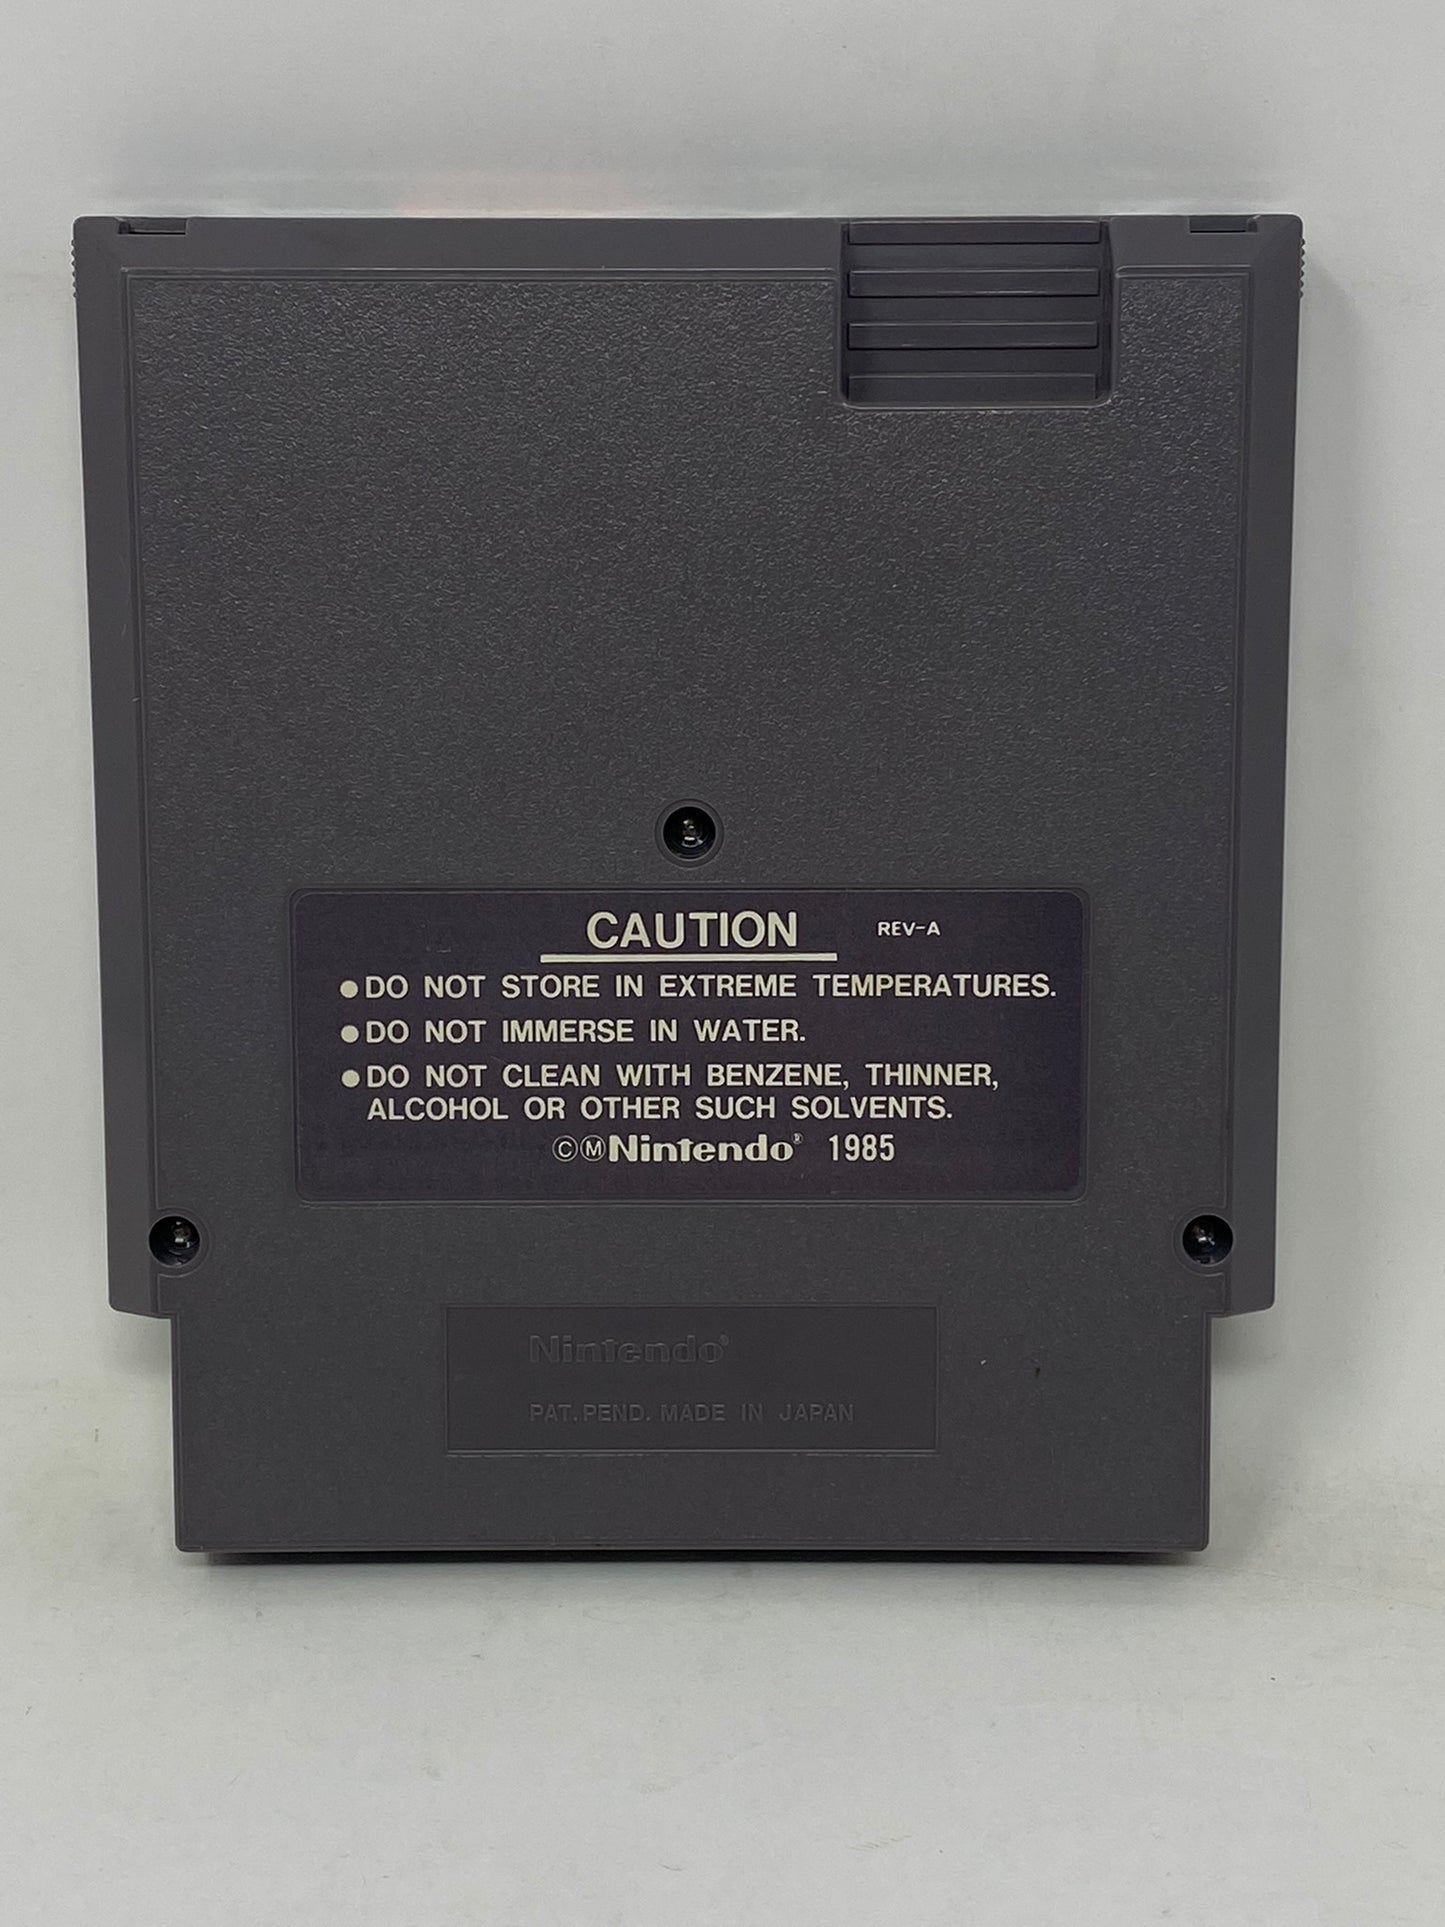 CAUTION REV-A
●DO NOT STORE IN EXTREME TEMPERATURES.
●DO NOT IMMERSE IN WATER.
●DO NOT CLEAN WITH BENZENE, THINNER,
ALCOHOL OR OTHER SUCH SOLVENTS.
ⒸⓂNintendo® 1985
Nintendo®
PAT. PEND. MADE IN JAPAN